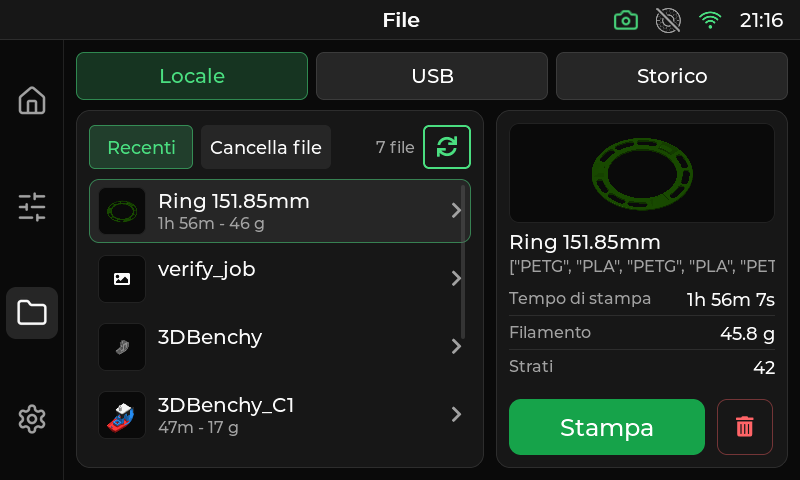 File
21:16
Locale
USB
Storico
Recenti
Cancella file
7 file
Ring 151.85mm
1h 56m - 46 g
verify_job
3DBenchy
3DBenchy_C1
47m - 17 g
Ring 151.85mm
["PETG", "PLA", "PETG", "PLA", "PET
Tempo di stampa 1h 56m 7s
Filamento 45.8 g
Strati 42
Stampa